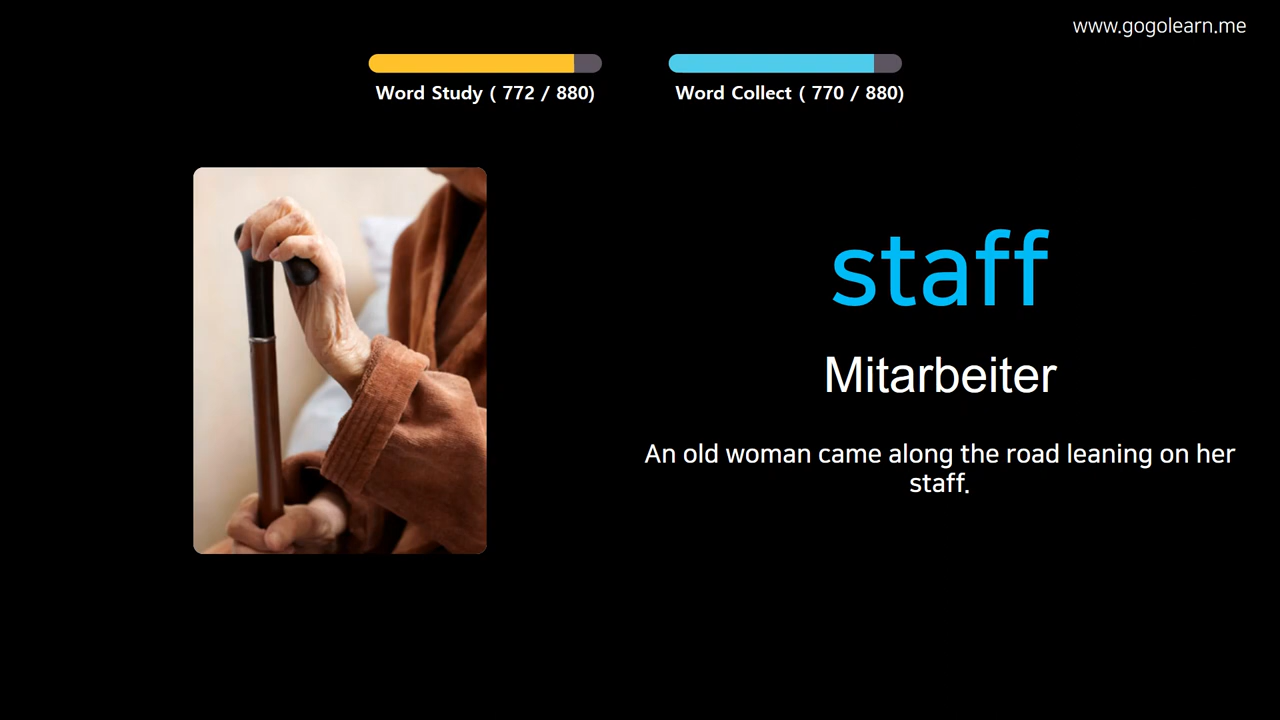 www.gogolearn.me
Word Study ( 772 / 880)
Word Collect ( 770 / 880)
staff
Mitarbeiter
An old woman came along the road leaning on her
staff.